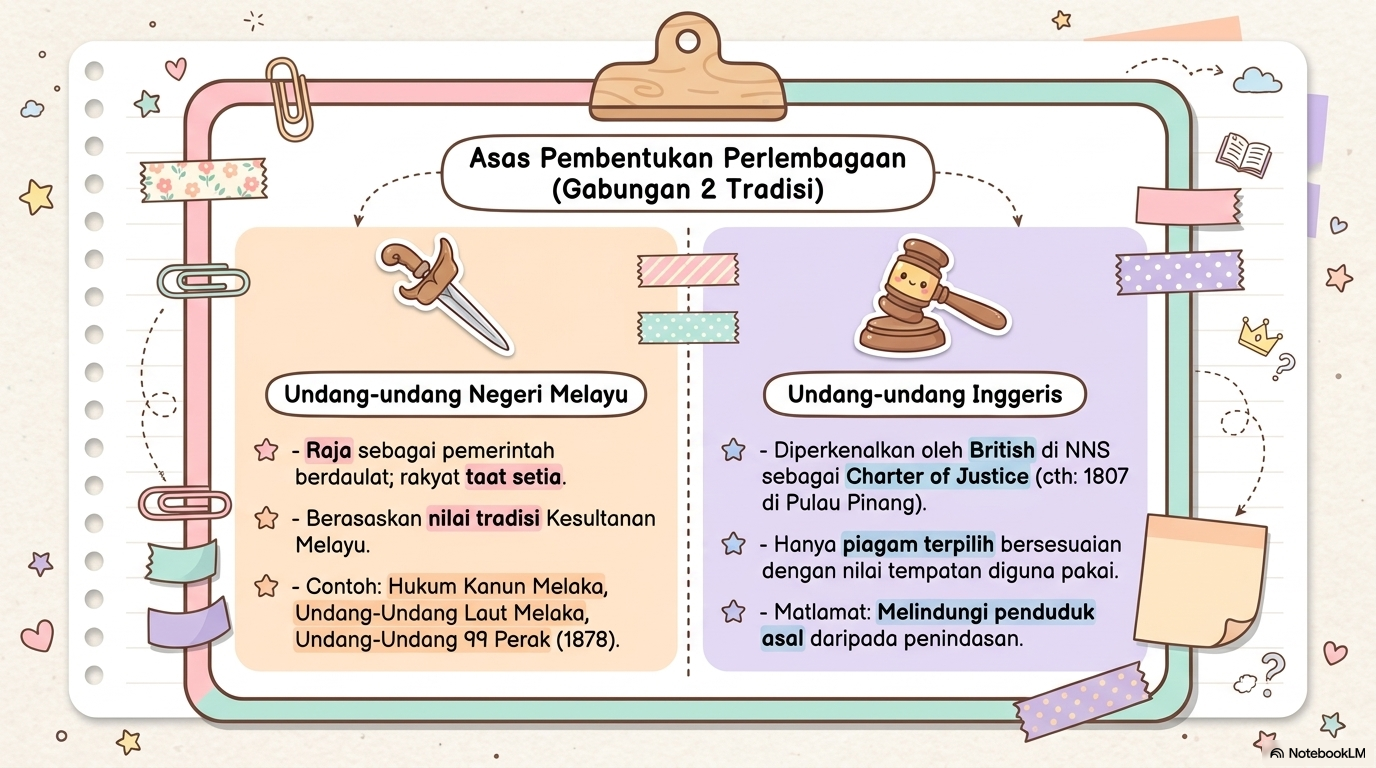 Asas Pembentukan Perlembagaan
(Gabungan 2 Tradisi)
Undang-undang Negeri Melayu
- Raja sebagai pemerintah
berdaulat; rakyat taat setia.
- Berasaskan nilai tradisi Kesultanan
Melayu.
- Contoh: Hukum Kanun Melaka,
Undang-Undang Laut Melaka,
Undang-Undang 99 Perak (1878).
Undang-undang Inggeris
- Diperkenalkan oleh British di NNS
sebagai Charter of Justice (cth: 1807
di Pulau Pinang).
- Hanya piagam terpilih bersesuaian
dengan nilai tempatan diguna pakai.
- Matlamat: Melindungi penduduk
asal daripada penindasan.
?
?
NotebookLM